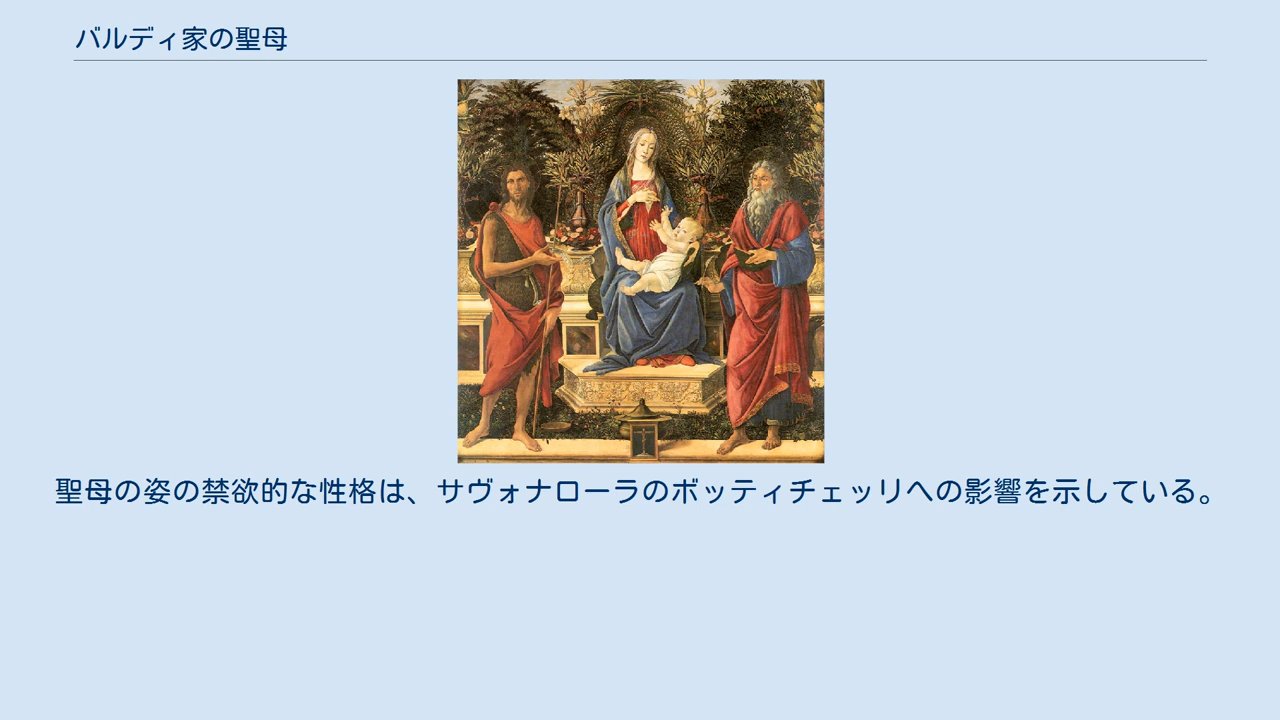 バルディ家の聖母
聖母の姿の禁欲的な性格は、サヴォナローラのボッティチェッリへの影響を示している。